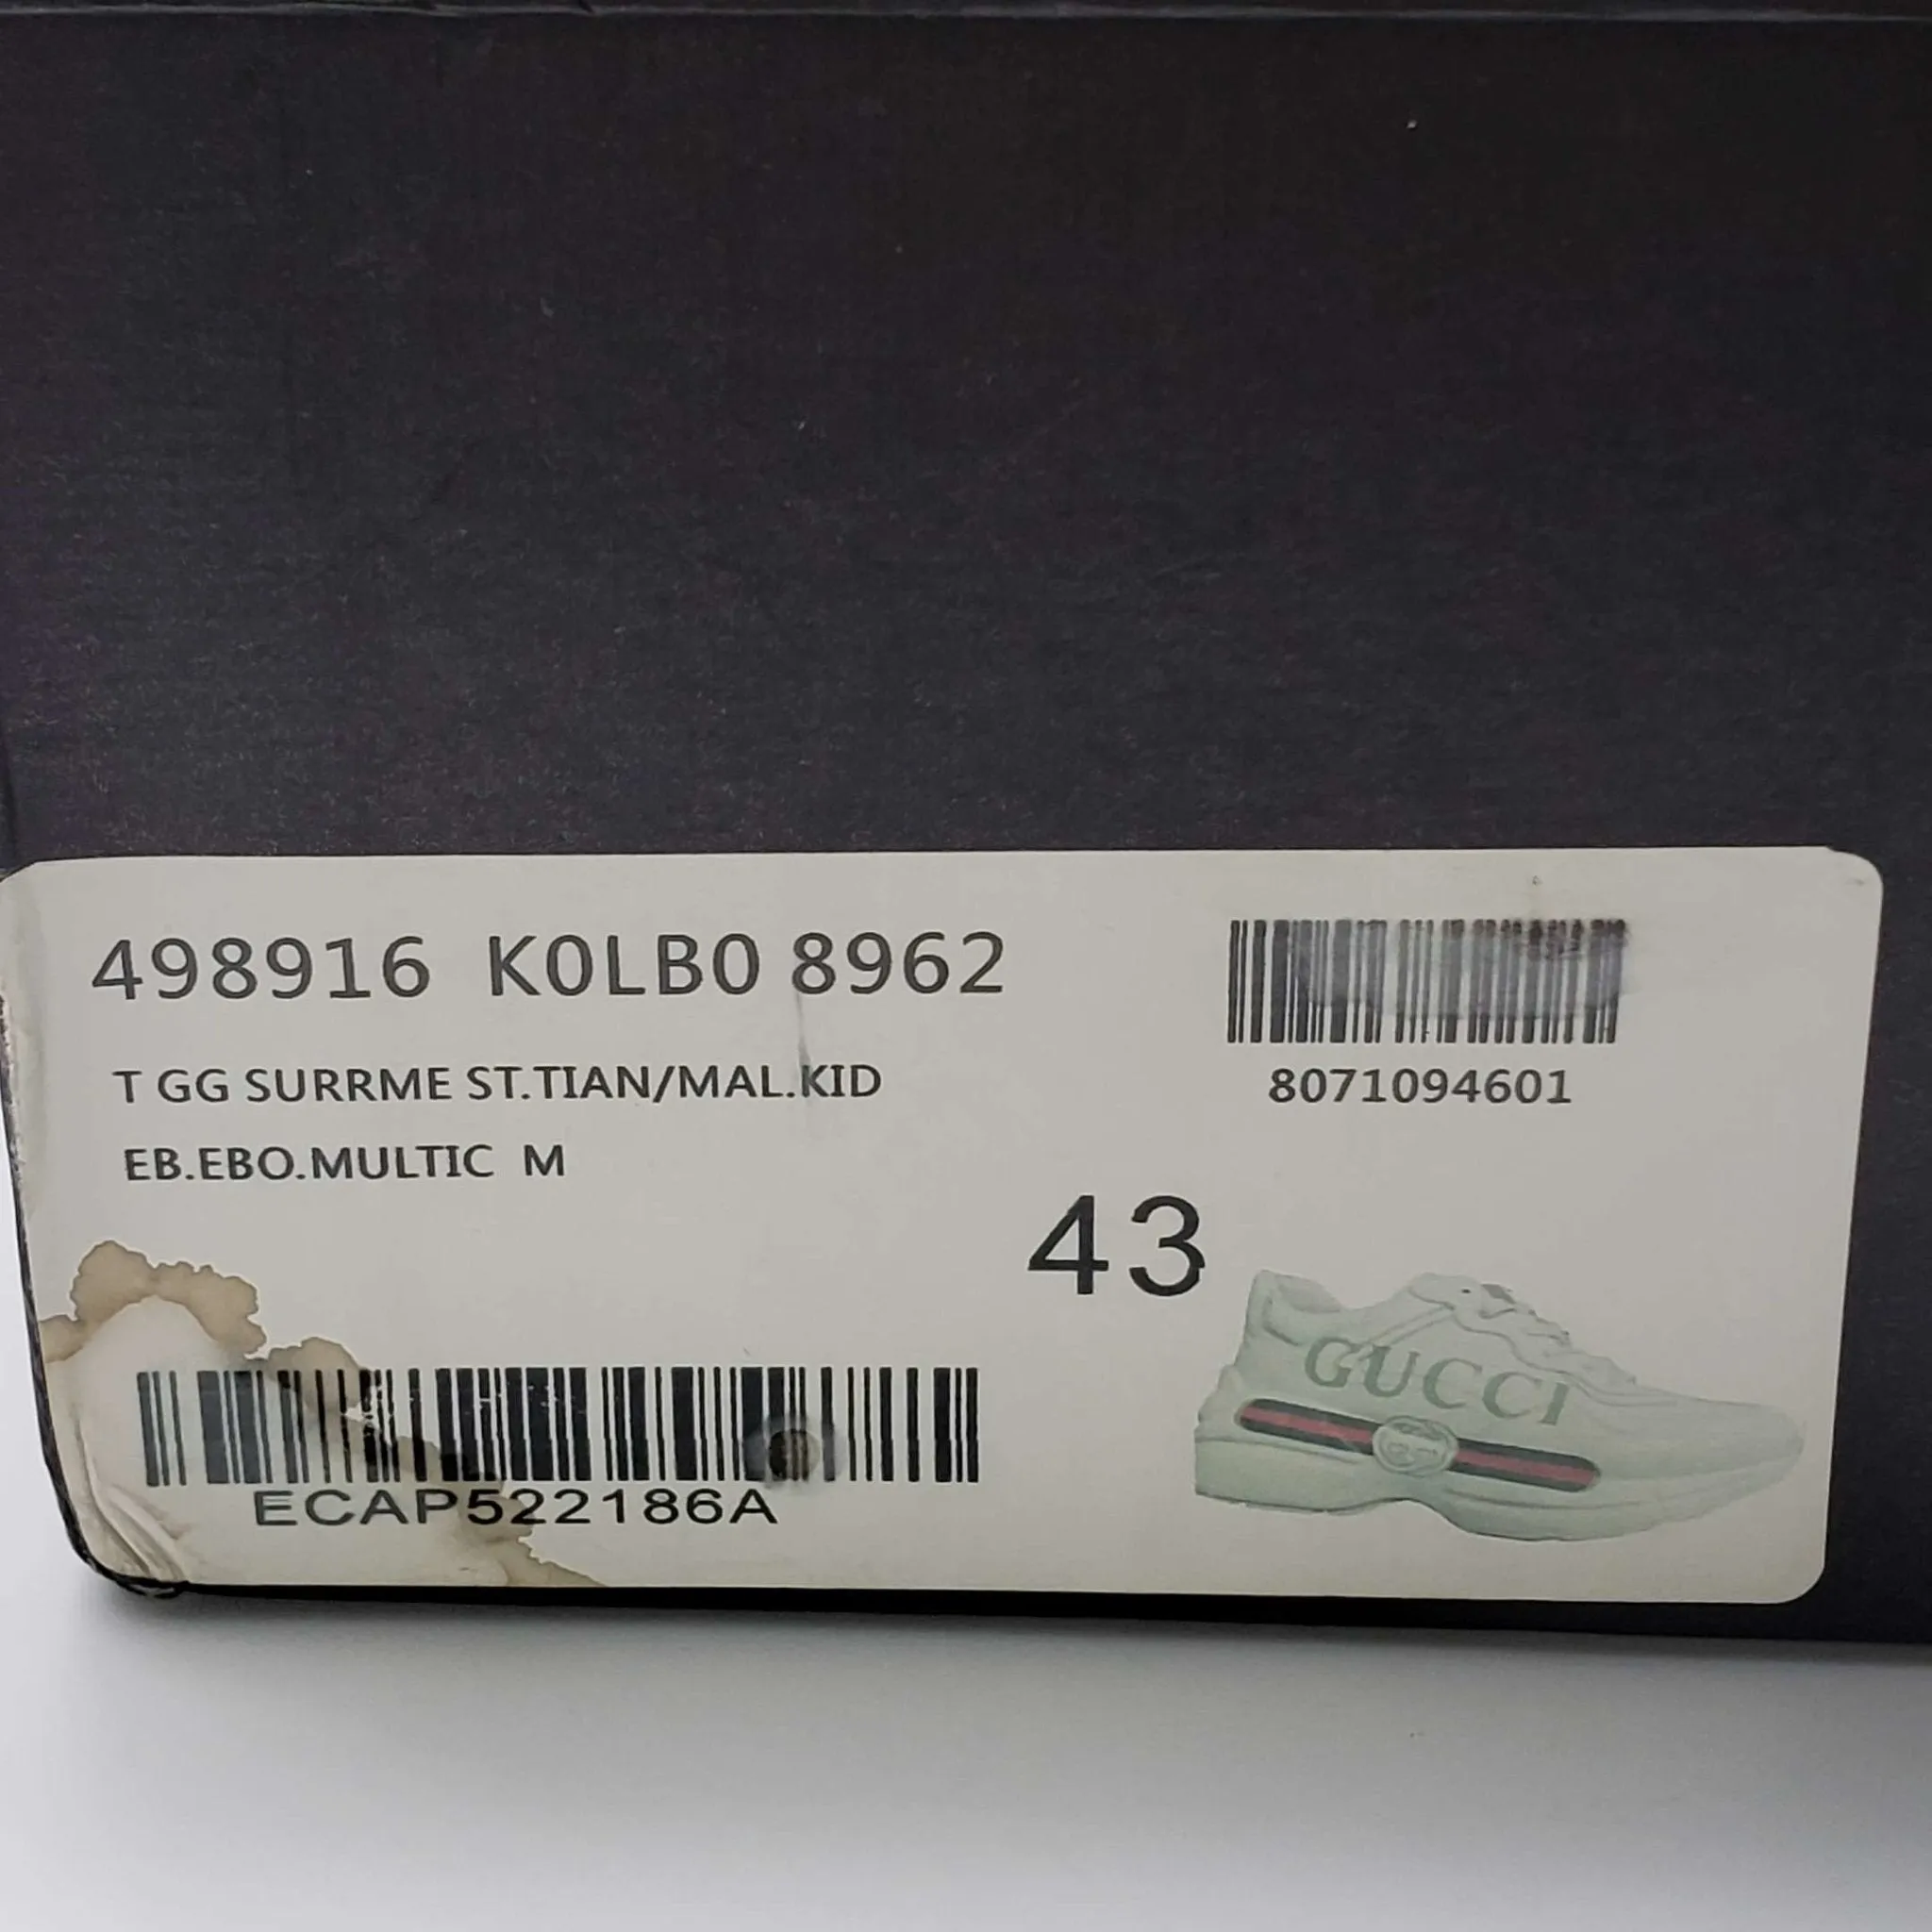 498916 K0LB0 8962
T GG SURRME ST.TIAN/MAL.KID
EB.EBO.MULTIC M
8071094601
43
GUCCI
ECAP522186A